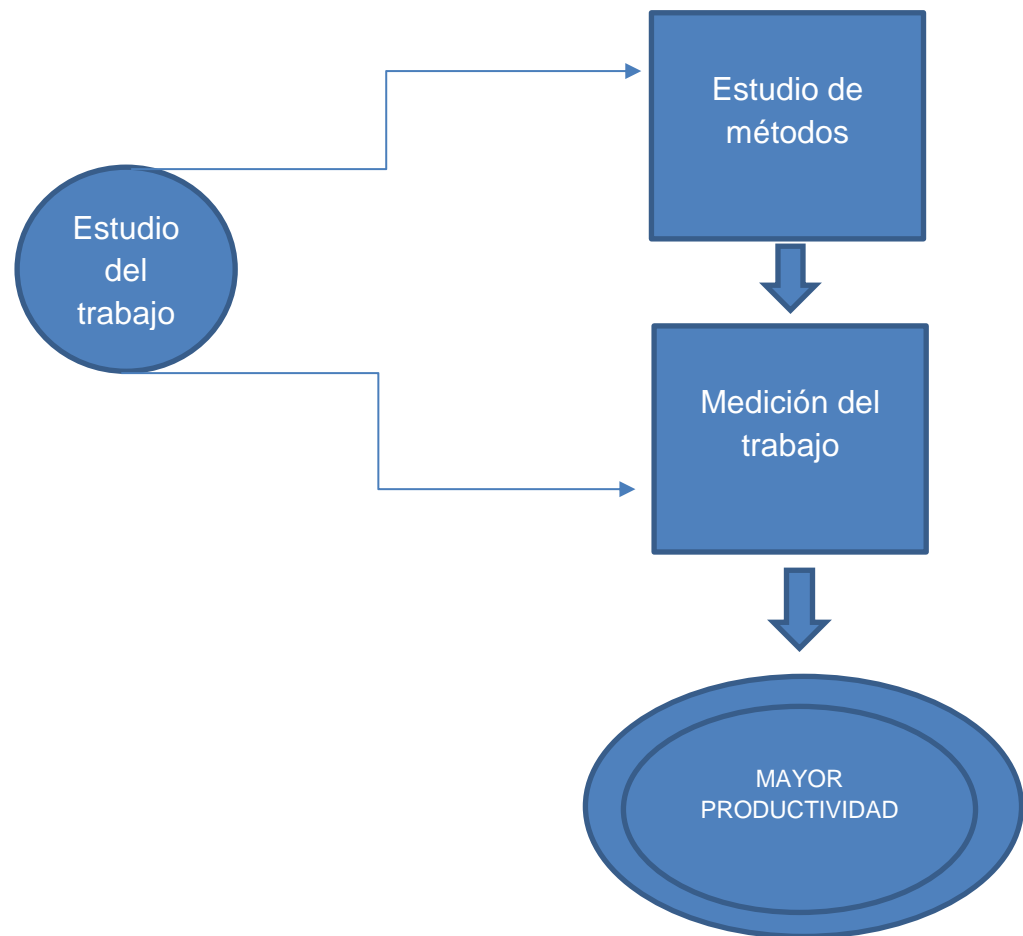 Estudio de
métodos
Estudio
del
trabajo
Medición del
trabajo
MAYOR
PRODUCTIVIDAD